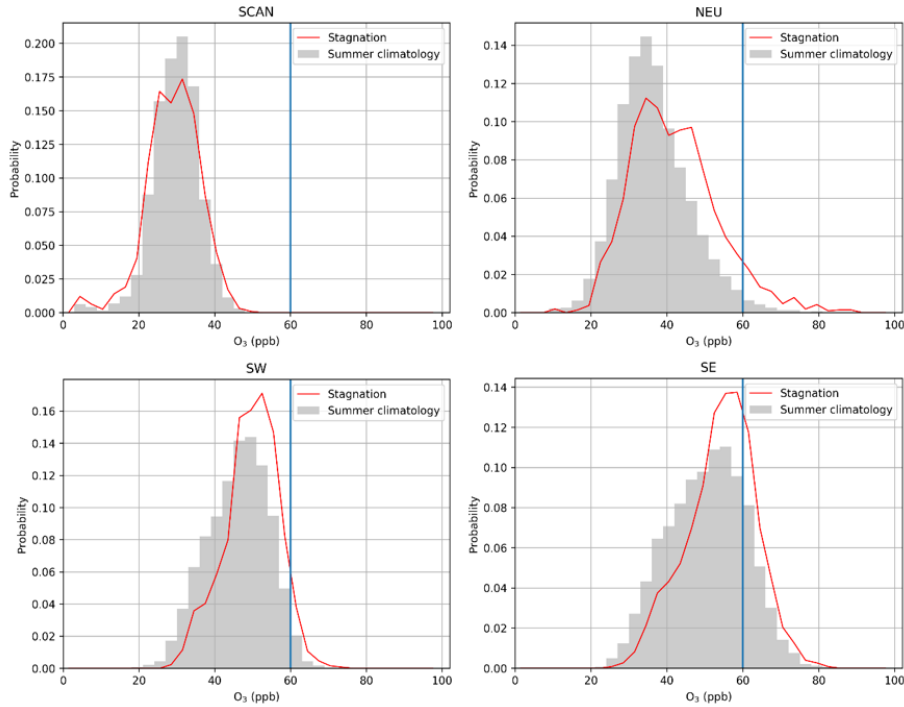 SCAN
Stagnation
Summer climatology
0.200
0.175
0.150
0.125
0.100
0.075
0.050
0.025
0.000
Probability
0 20 40 60 80 100
O₃ (ppb)
NEU
Stagnation
Summer climatology
0.14
0.12
0.10
0.08
0.06
0.04
0.02
0.00
Probability
0 20 40 60 80 100
O₃ (ppb)
SW
Stagnation
Summer climatology
0.16
0.14
0.12
0.10
0.08
0.06
0.04
0.02
0.00
Probability
0 20 40 60 80 100
O₃ (ppb)
SE
Stagnation
Summer climatology
0.14
0.12
0.10
0.08
0.06
0.04
0.02
0.00
Probability
0 20 40 60 80 100
O₃ (ppb)